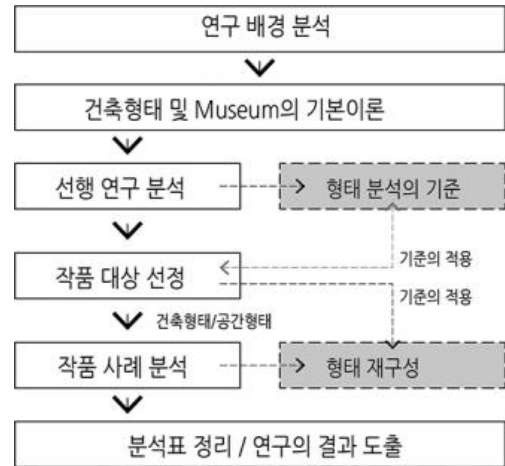 연구 배경 분석
건축형태 및 Museum의 기본이론
선행 연구 분석
형태 분석의 기준
기준의 적용
작품 대상 선정
기준의 적용
건축형태/공간형태
작품 사례 분석
형태 재구성
분석표 정리 / 연구의 결과 도출